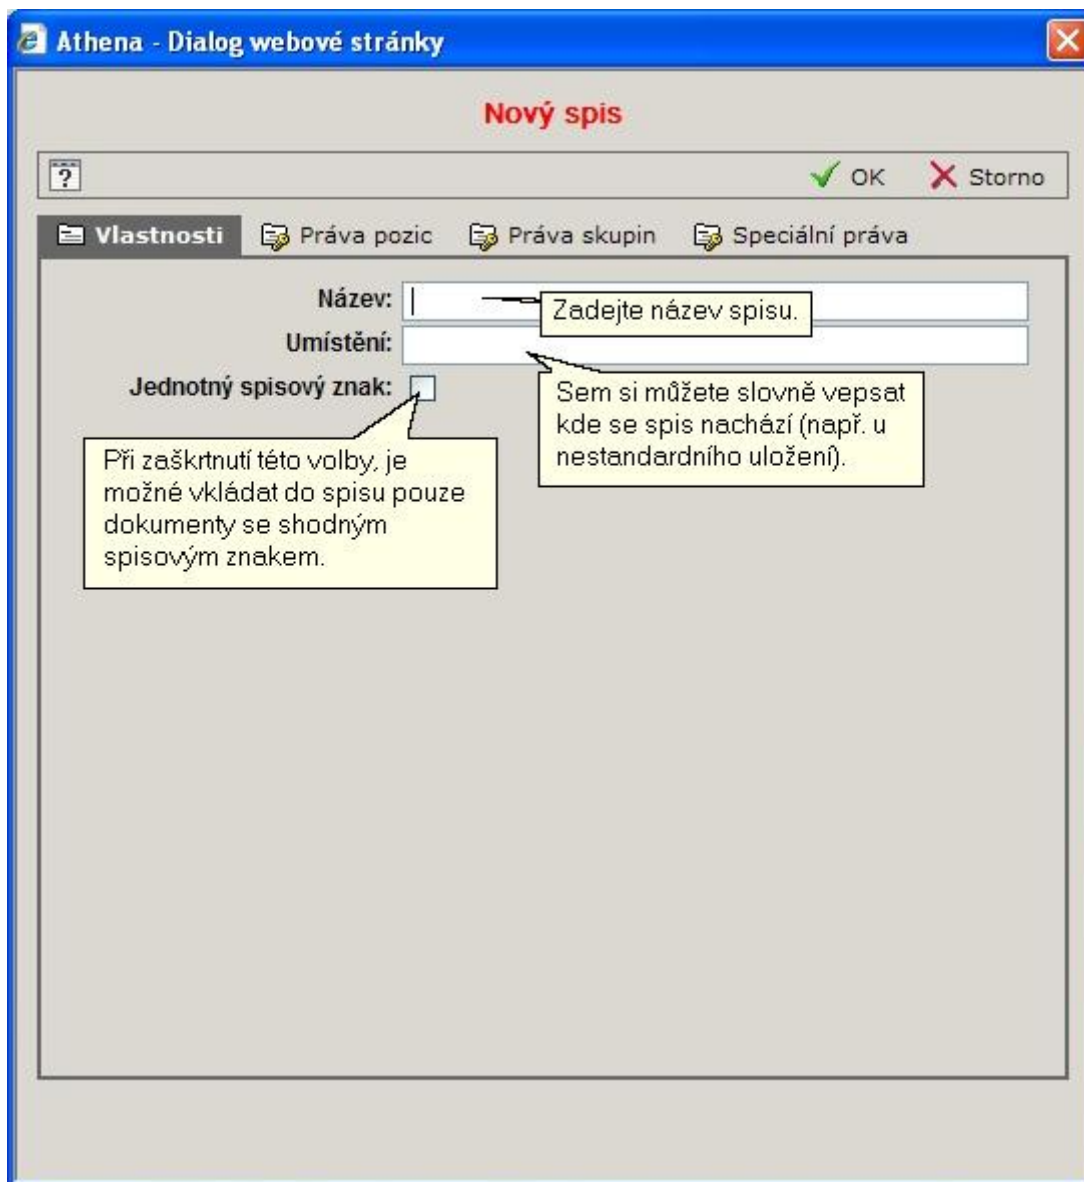 Athena - Dialog webové stránky
Nový spis
? OK Storno
Vlastnosti Práva pozic Práva skupin Speciální práva
Název:
Zadejte název spisu.
Umístění:
Jednotný spisový znak:
Sem si můžete slovně vepsat
kde se spis nachází (např. u
nestandardního uložení).
Při zaškrtnutí této volby, je
možné vkládat do spisu pouze
dokumenty se shodným
spisovým znakem.